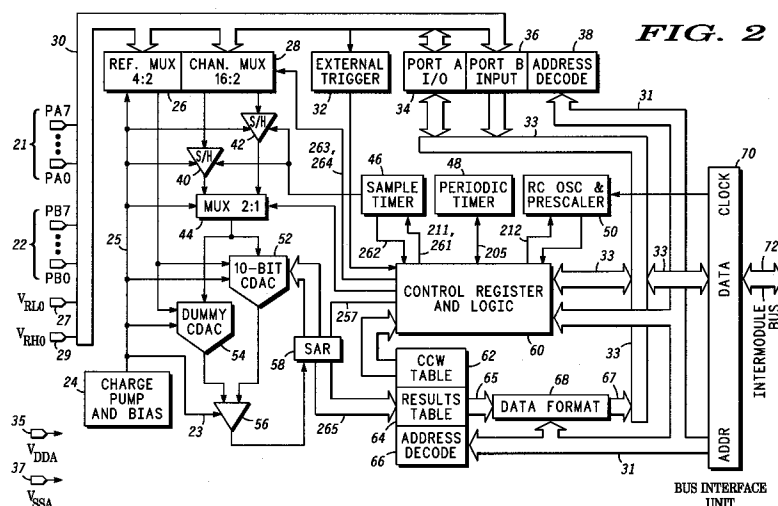 FIG. 2
30
28
36
38
REF. MUX
4:2
CHAN. MUX
16:2
EXTERNAL
TRIGGER
PORT A
I/O
PORT B
INPUT
ADDRESS
DECODE
26
32
34
31
33
PA7
21
PA0
S/H
42
S/H
40
263,
264
46
48
70
SAMPLE
TIMER
PERIODIC
TIMER
RC OSC &
PRESCALER
CLOCK
MUX 2:1
44
50
PB7
22
PB0
25
52
262
211,
261
205
212
10-BIT
CDAC
33
33
72
CONTROL REGISTER
AND LOGIC
DATA
INTERMODULE
BUS
VRL0
27
VRH0
29
DUMMY
CDAC
54
257
58
SAR
60
62
CCW
TABLE
33
24
CHARGE
PUMP
AND BIAS
23
56
65
68
67
RESULTS
TABLE
DATA FORMAT
265
64
ADDRESS
DECODE
66
31
ADDR
35
VDDA
37
VSSA
BUS INTERFACE
UNIT